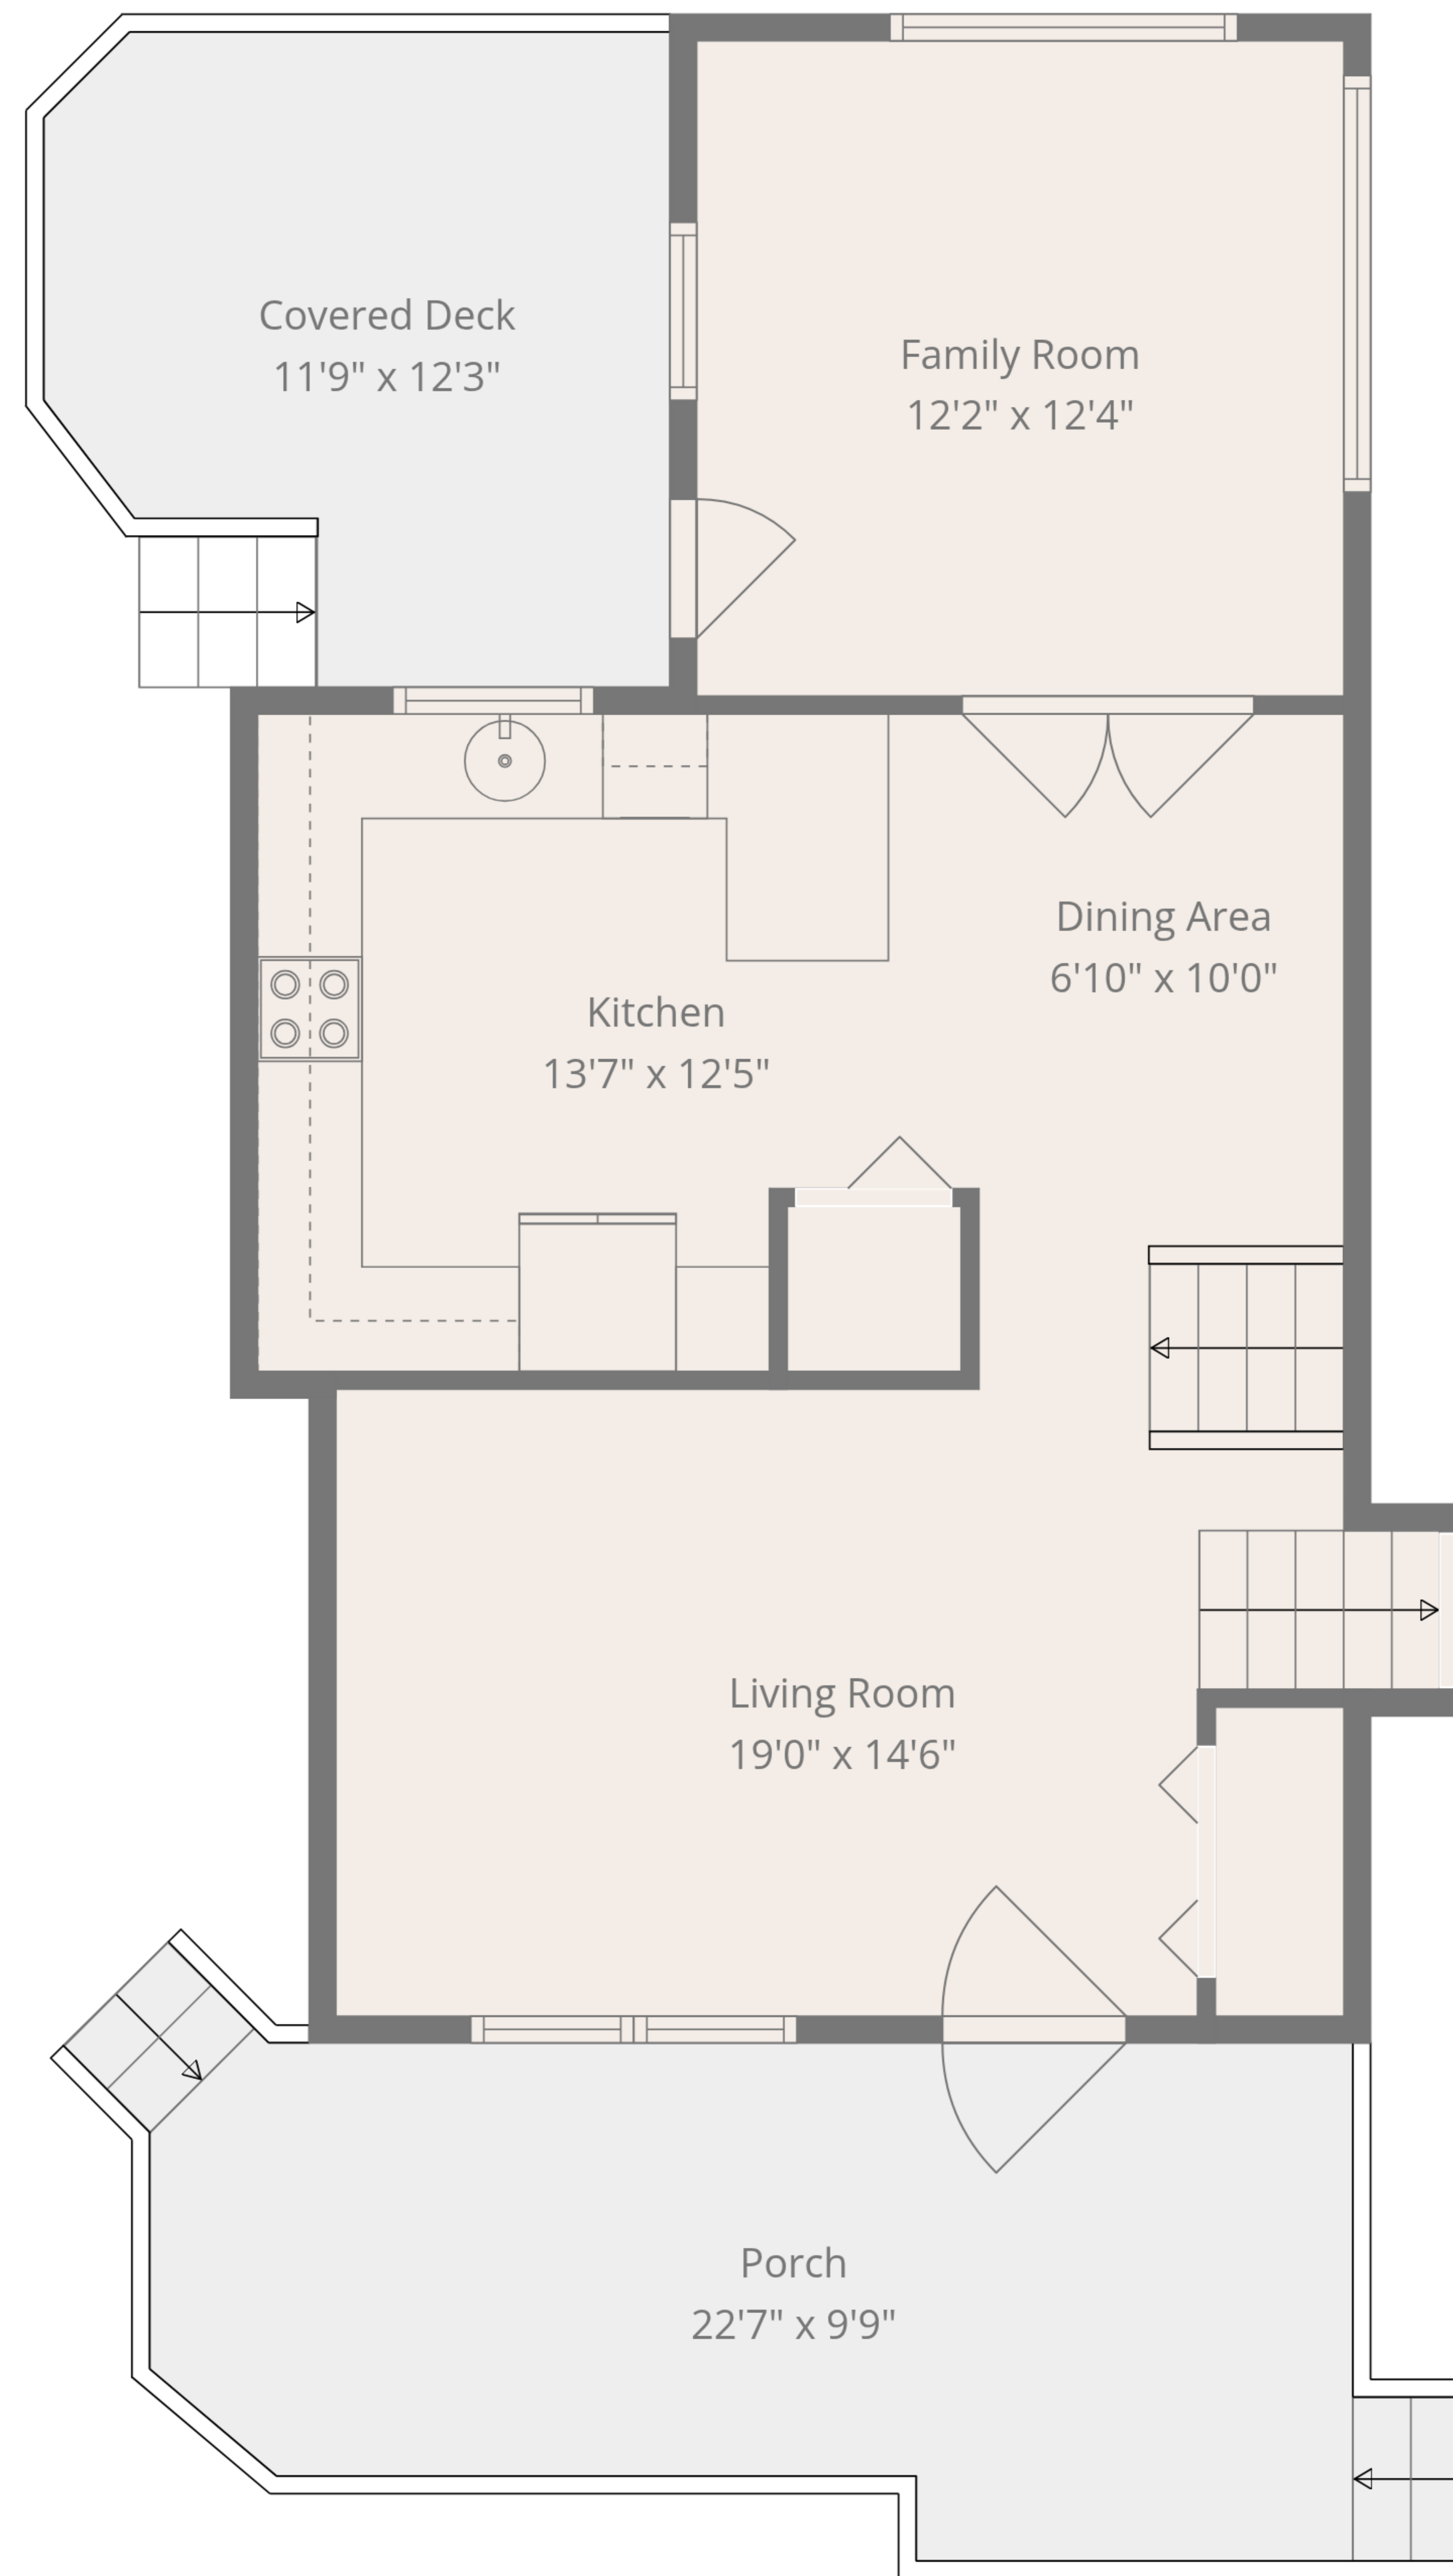 Covered Deck
11'9" x 12'3"
Family Room
12'2" x 12'4"
Dining Area
6'10" x 10'0"
Kitchen
13'7" x 12'5"
Living Room
19'0" x 14'6"
Porch
22'7" x 9'9"